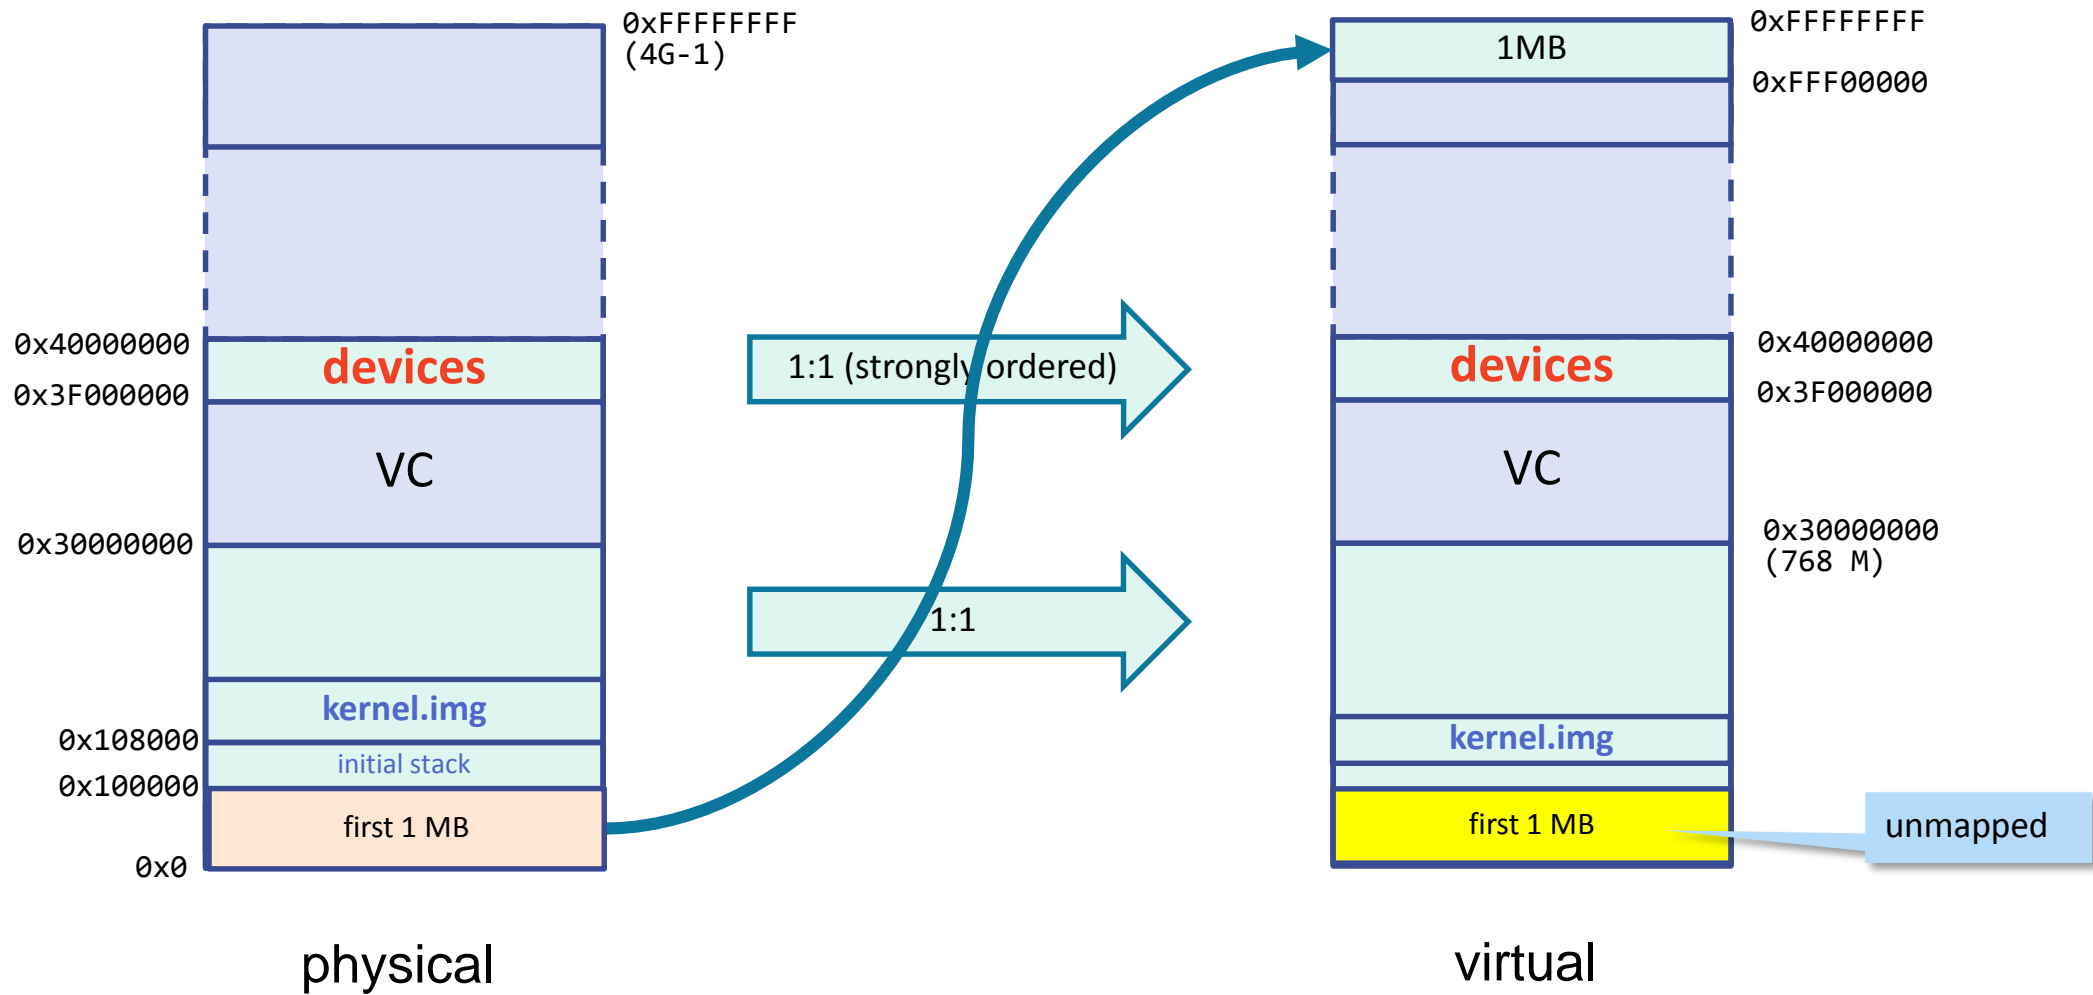 0xFFFFFFFF
(4G-1)
0x40000000
devices
0x3F000000
VC
0x30000000
kernel.img
0x108000
initial stack
0x100000
first 1 MB
0x0
physical
1:1 (strongly ordered)
1:1
0xFFFFFFFF
1MB
0xFFF00000
0x40000000
devices
0x3F000000
VC
0x30000000
(768 M)
kernel.img
first 1 MB
unmapped
virtual